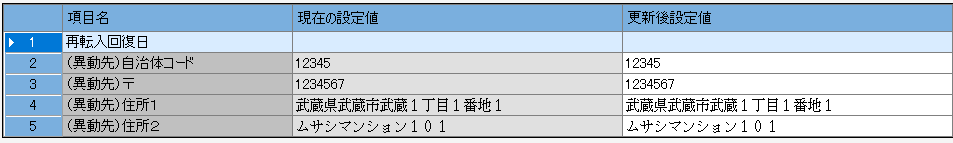 項目名 現在の設定値 更新後設定値
1 再転入回復日
2 (異動先)自治体コード 12345 12345
3 (異動先)〒 1234567 1234567
4 (異動先)住所1 武蔵県武蔵市武蔵１丁目１番地１ 武蔵県武蔵市武蔵１丁目１番地１
5 (異動先)住所2 ムサシマンション１０１ ムサシマンション１０１